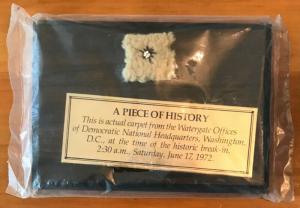 A PIECE OF HISTORY
This is actual carpet from the Watergate Offices
of Democratic National Headquarters, Washington,
D.C., at the time of the historic break-in.
2:30 a.m., Saturday, June 17, 1972.